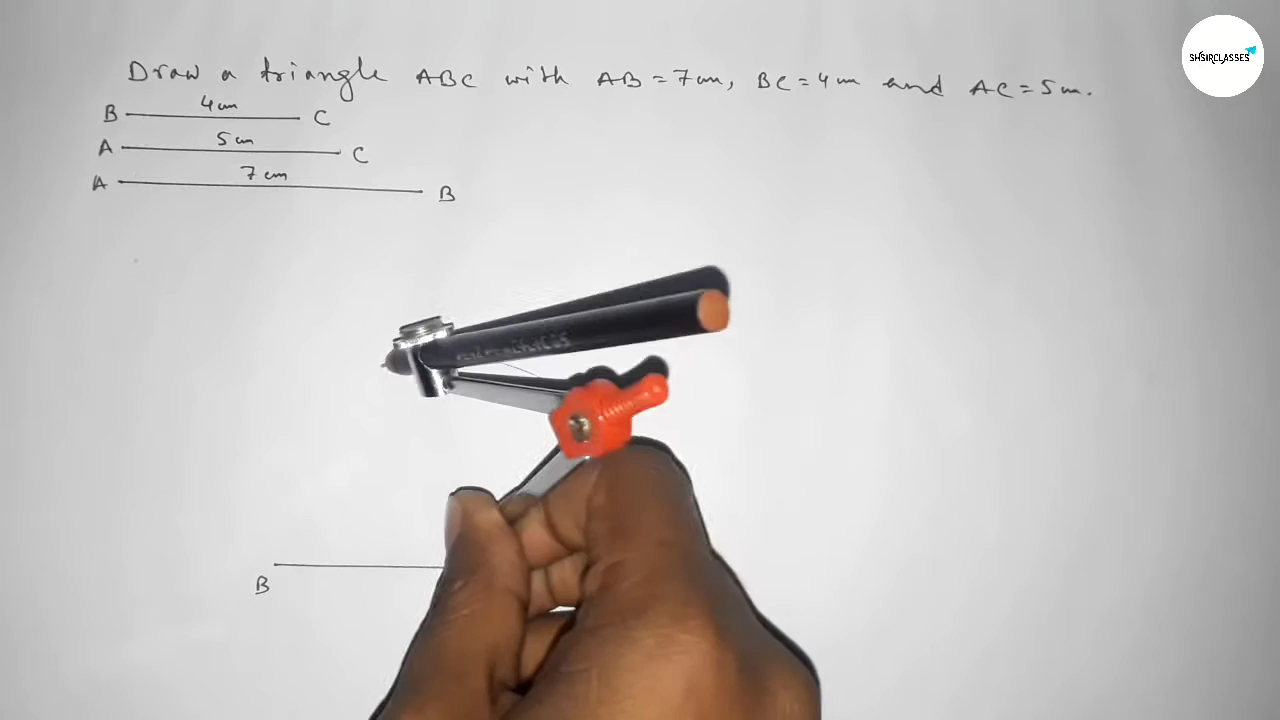 SHSIRCLASSES
Draw a triangle ABC with AB = 7cm, BC = 4cm and AC = 5cm.
B 4cm C
A 5cm C
A 7cm B
B